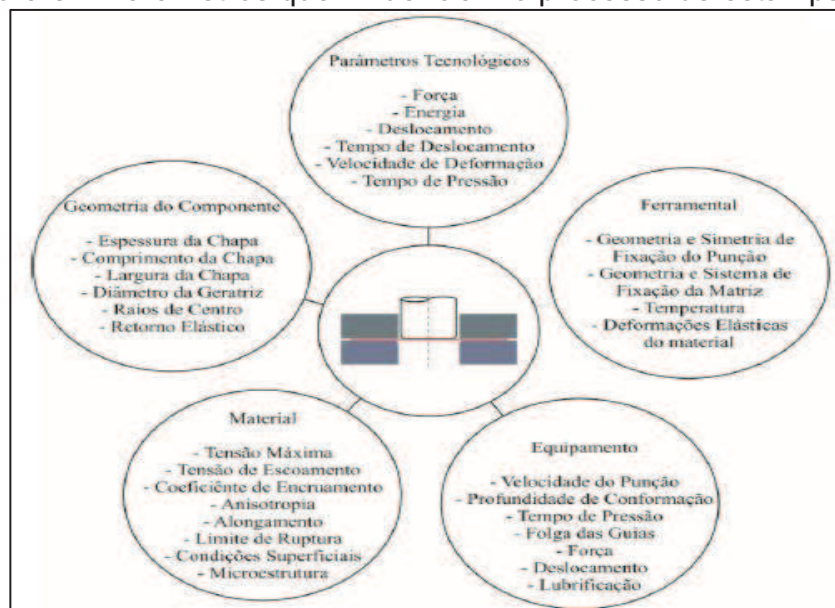 Parâmetros Tecnológicos
- Força
- Energia
- Deslocamento
- Tempo de Deslocamento
- Velocidade de Deformação
- Tempo de Pressão
Geometria do Componente
- Espessura da Chapa
- Comprimento da Chapa
- Largura da Chapa
- Diâmetro da Geratriz
- Raios de Centro
- Retorno Elástico
Ferramental
- Geometria e Simetria de
Fixação do Punção
- Geometria e Sistema de
Fixação da Matriz
- Temperatura
- Deformações Elásticas
do material
Material
- Tensão Máxima
- Tensão de Escoamento
- Coeficiênte de Encruamento
- Anisotropia
- Alongamento
- Limite de Ruptura
- Condições Superficiais
- Microestrutura
Equipamento
- Velocidade do Punção
- Profundidade de Conformação
- Tempo de Pressão
- Folga das Guias
- Força
- Deslocamento
- Lubrificação